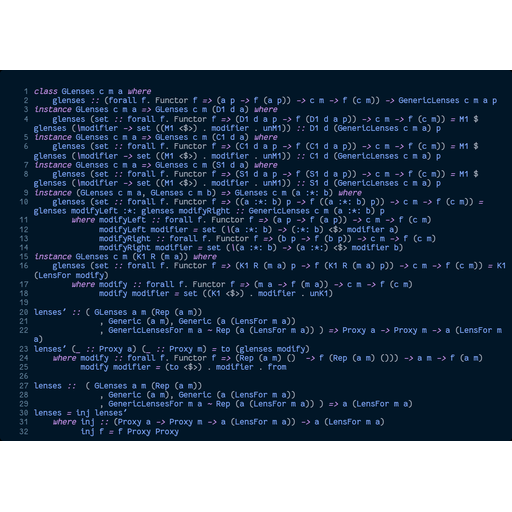 1 class GLenses c m a where
2     glenses :: (forall f. Functor f => (a p -> f (a p)) -> c m -> f (c m)) -> GenericLenses c m a p
3 instance GLenses c m a => GLenses c m (D1 d a) where
4     glenses (set :: forall f. Functor f => (D1 d a p -> f (D1 d a p)) -> c m -> f (c m)) = M1 $
glenses (\modifier -> set ((M1 <$>) . modifier . unM1)) :: D1 d (GenericLenses c m a) p
5 instance GLenses c m a => GLenses c m (C1 d a) where
6     glenses (set :: forall f. Functor f => (C1 d a p -> f (C1 d a p)) -> c m -> f (c m)) = M1 $
glenses (\modifier -> set ((M1 <$>) . modifier . unM1)) :: C1 d (GenericLenses c m a) p
7 instance GLenses c m a => GLenses c m (S1 d a) where
8     glenses (set :: forall f. Functor f => (S1 d a p -> f (S1 d a p)) -> c m -> f (c m)) = M1 $
glenses (\modifier -> set ((M1 <$>) . modifier . unM1)) :: S1 d (GenericLenses c m a) p
9 instance (GLenses c m a, GLenses c m b) => GLenses c m (a :*: b) where
10     glenses (set :: forall f. Functor f => ((a :*: b) p -> f ((a :*: b) p)) -> c m -> f (c m)) =
glenses modifyLeft :*: glenses modifyRight :: GenericLenses c m (a :*: b) p
11         where modifyLeft :: forall f. Functor f => (a p -> f (a p)) -> c m -> f (c m)
12               modifyLeft modifier = set (\(a :*: b) -> (:*: b) <$> modifier a)
13               modifyRight :: forall f. Functor f => (b p -> f (b p)) -> c m -> f (c m)
14               modifyRight modifier = set (\(a :*: b) -> (a :*:) <$> modifier b)
15 instance GLenses c m (K1 R (m a)) where
16     glenses (set :: forall f. Functor f => (K1 R (m a) p -> f (K1 R (m a) p)) -> c m -> f (c m)) = K1
(LensFor modify)
17         where modify :: forall f. Functor f => (m a -> f (m a)) -> c m -> f (c m)
18               modify modifier = set ((K1 <$>) . modifier . unK1)
19
20 lenses' :: ( GLenses a m (Rep (a m))
21               , Generic (a m), Generic (a (LensFor m a))
22               , GenericLensesFor m a ~ Rep (a (LensFor m a)) ) => Proxy a -> Proxy m -> a (LensFor m
a)
23 lenses' (_ :: Proxy a) (_ :: Proxy m) = to (glenses modify)
24     where modify :: forall f. Functor f => (Rep (a m) () -> f (Rep (a m) ())) -> a m -> f (a m)
25           modify modifier = (to <$>) . modifier . from
26
27 lenses :: ( GLenses a m (Rep (a m))
28               , Generic (a m), Generic (a (LensFor m a))
29               , GenericLensesFor m a ~ Rep (a (LensFor m a)) ) => a (LensFor m a)
30 lenses = inj lenses'
31     where inj :: (Proxy a -> Proxy m -> a (LensFor m a)) -> a (LensFor m a)
32           inj f = f Proxy Proxy